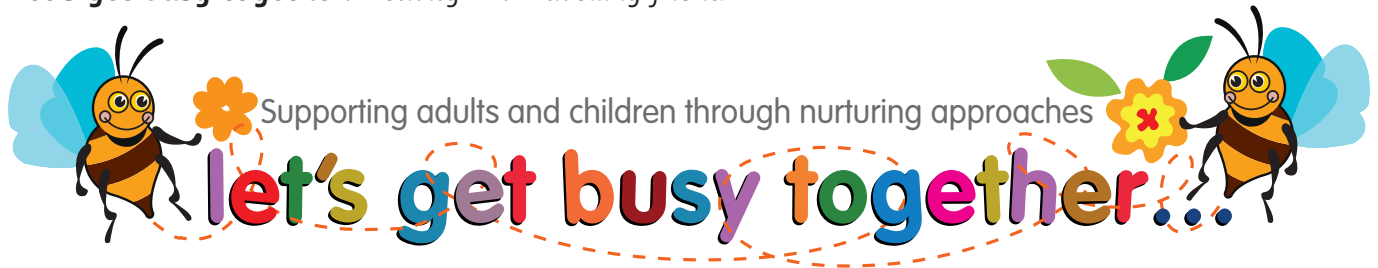 Supporting adults and children through nurturing approaches
let's get busy together...